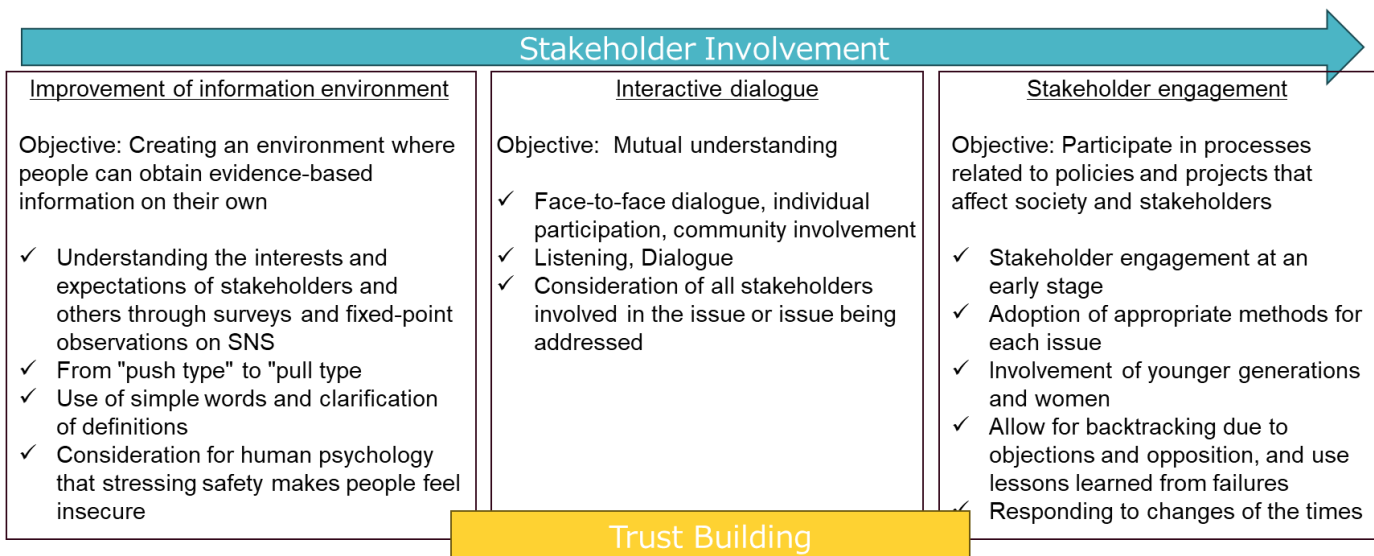 Stakeholder Involvement
Improvement of information environment
Objective: Creating an environment where
people can obtain evidence-based
information on their own
✓ Understanding the interests and
expectations of stakeholders and
others through surveys and fixed-point
observations on SNS
✓ From "push type" to "pull type
✓ Use of simple words and clarification
of definitions
✓ Consideration for human psychology
that stressing safety makes people feel
insecure
Interactive dialogue
Objective: Mutual understanding
✓ Face-to-face dialogue, individual
participation, community involvement
✓ Listening, Dialogue
✓ Consideration of all stakeholders
involved in the issue or issue being
addressed
Stakeholder engagement
Objective: Participate in processes
related to policies and projects that
affect society and stakeholders
✓ Stakeholder engagement at an
early stage
✓ Adoption of appropriate methods for
each issue
✓ Involvement of younger generations
and women
✓ Allow for backtracking due to
objections and opposition, and use
lessons learned from failures
✓ Responding to changes of the times
Trust Building